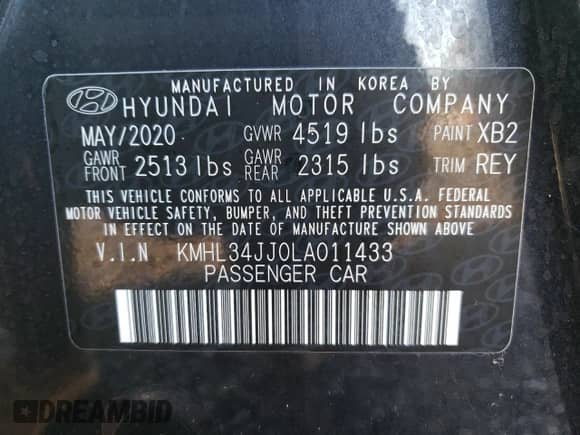 MANUFACTURED IN KOREA BY
HYUNDAI MOTOR COMPANY
MAY/2020 GVWR 4519 lbs PAINT XB2
GAWR FRONT 2513 lbs GAWR REAR 2315 lbs TRIM REY
THIS VEHICLE CONFORMS TO ALL APPLICABLE U.S.A. FEDERAL
MOTOR VEHICLE SAFETY, BUMPER, AND THEFT PREVENTION STANDARDS
IN EFFECT ON THE DATE OF MANUFACTURE SHOWN ABOVE.
V.I.N KMHL34JJ0LA011433
PASSENGER CAR
DREAMBID